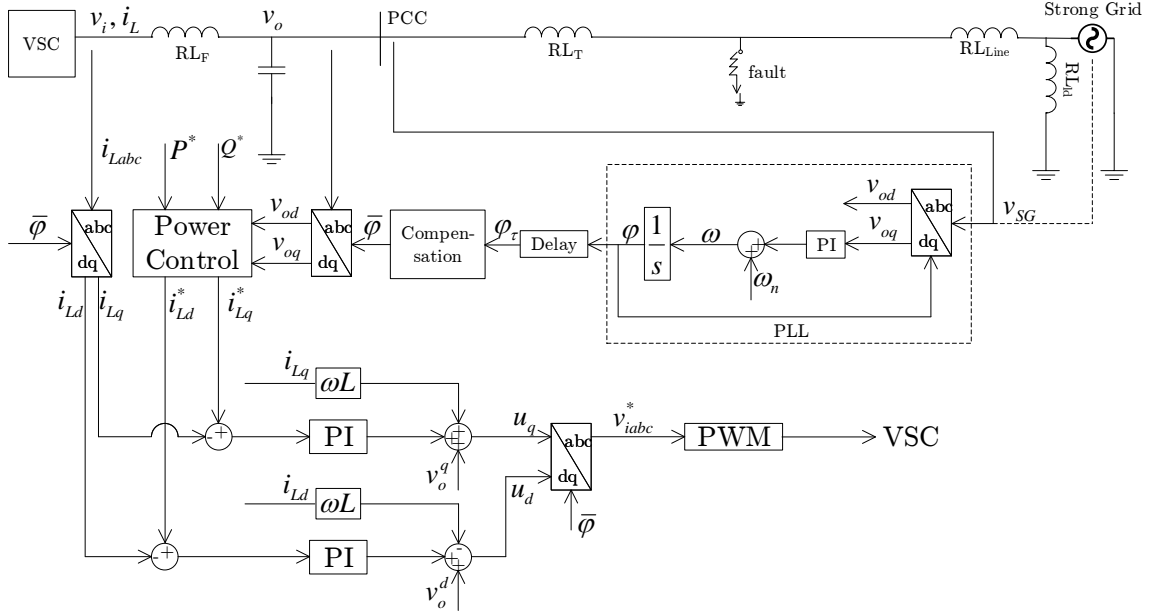 Strong Grid
VSC
v_i, i_L
v_o
PCC
RL_F
RL_T
fault
RL_Line
RL_ld
i_Labc
P*
Q*
v_SG
φ̄
abc
dq
Power
Control
v_od
v_oq
abc
dq
φ̄
Compen-
sation
φ_τ
Delay
φ
1
s
ω
ω_n
PI
v_od
v_oq
abc
dq
PLL
i_Ld
i_Lq
i*_Ld
i*_Lq
i_Lq
ωL
- +
PI
+
+
v_o^q
u_q
abc
dq
φ̄
v*_iabc
PWM
VSC
i_Ld
ωL
u_d
- +
PI
-
+
+
v_o^d